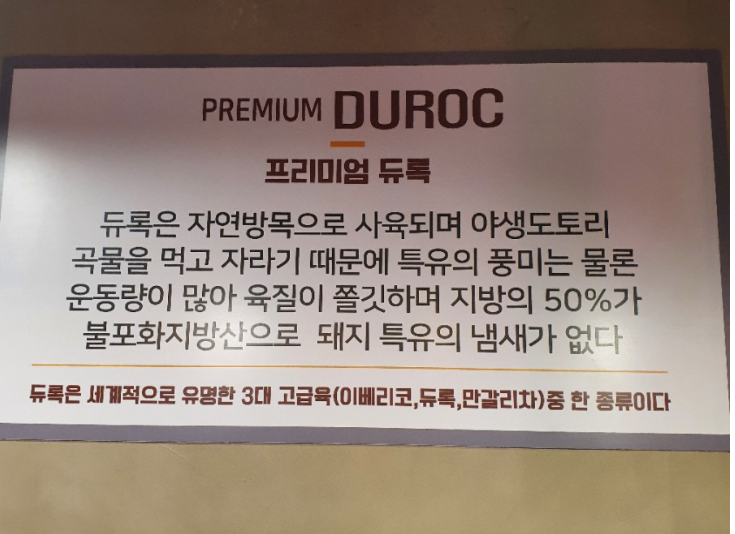 PREMIUM DUROC
프리미엄 듀록
듀록은 자연방목으로 사육되며 야생도토리
곡물을 먹고 자라기 때문에 특유의 풍미는 물론
운동량이 많아 육질이 쫄깃하며 지방의 50%가
불포화지방산으로 돼지 특유의 냄새가 없다
듀록은 세계적으로 유명한 3대 고급육(이베리코,듀록,만갈리차)중 한 종류이다